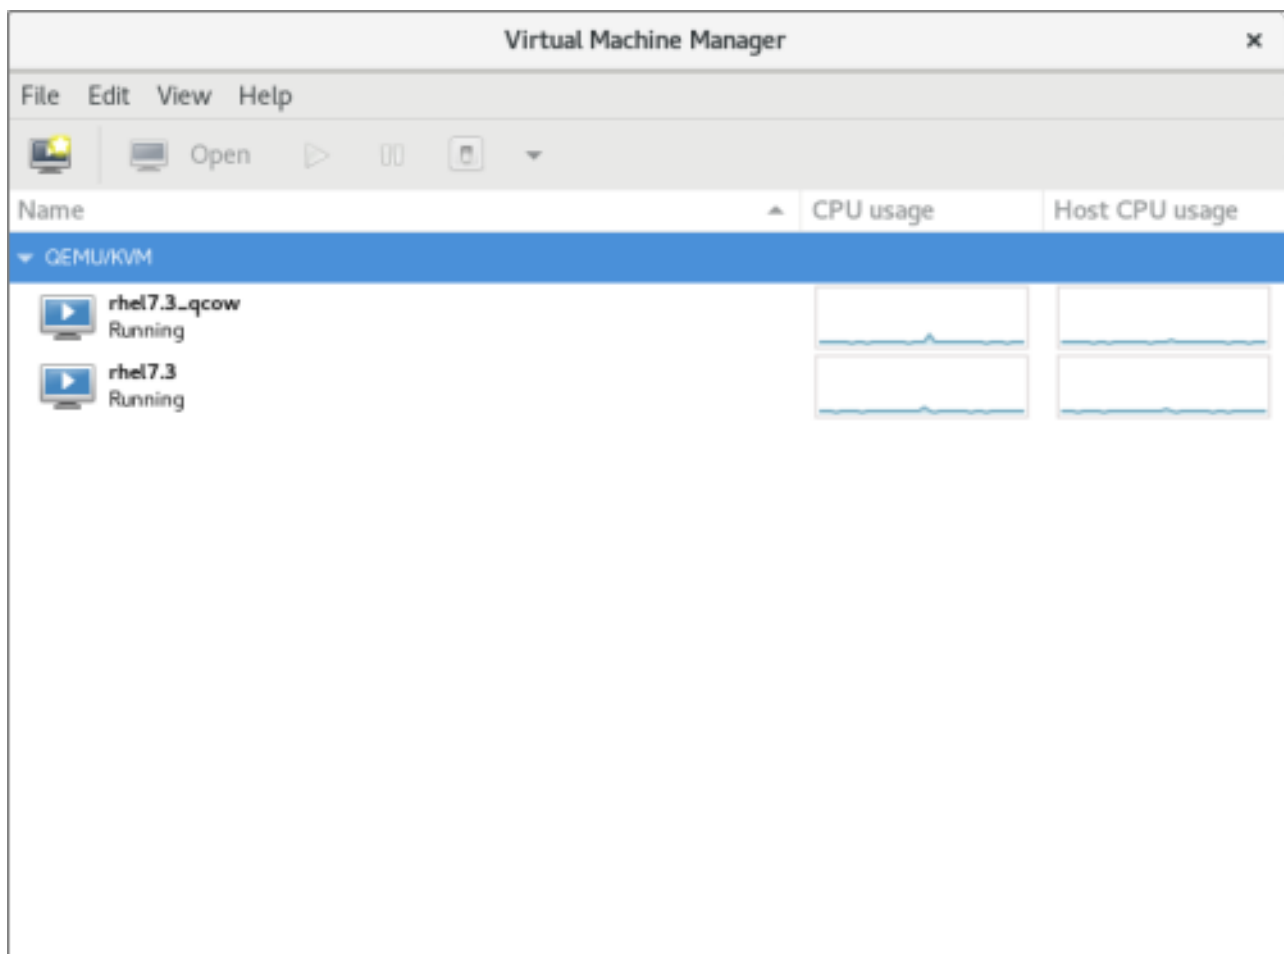 Virtual Machine Manager
File Edit View Help
Open
Name CPU usage Host CPU usage
QEMU/KVM
rhel7.3_qcow
Running
rhel7.3
Running